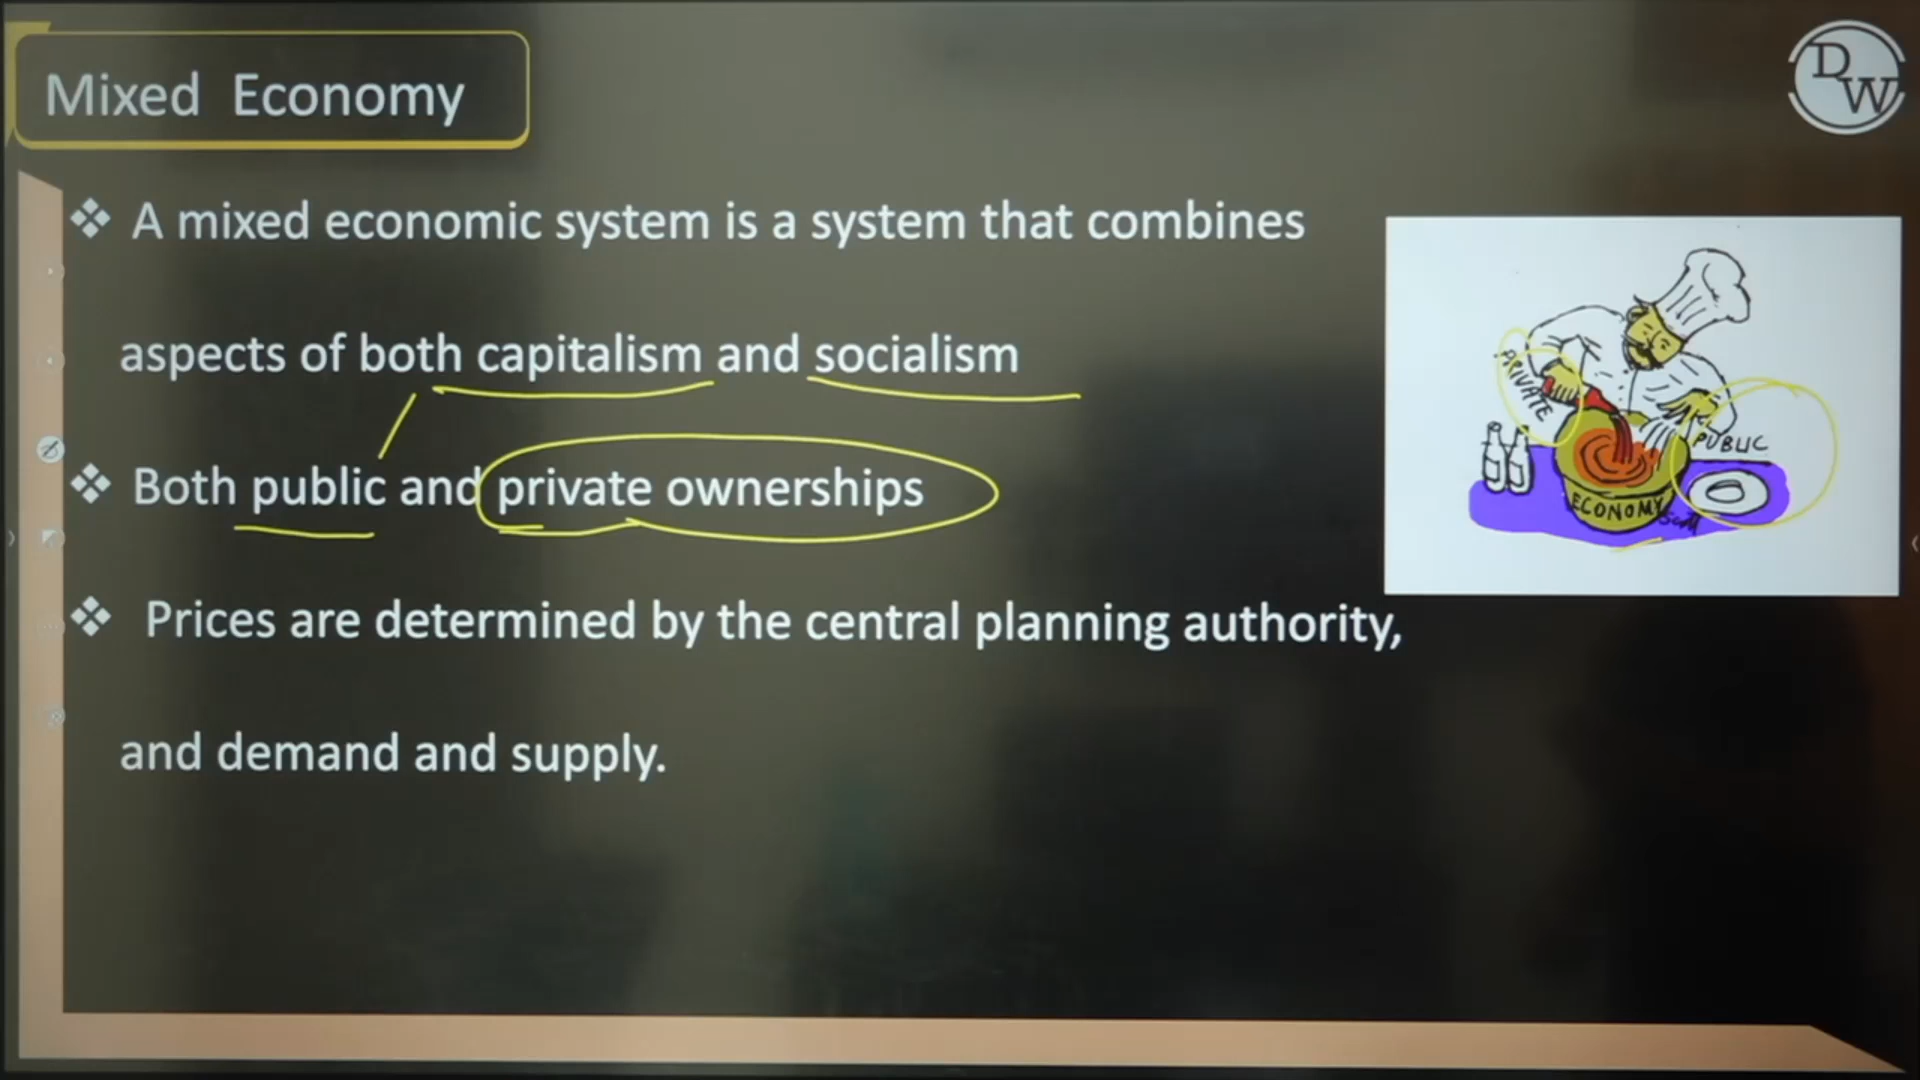 Mixed Economy
DW
A mixed economic system is a system that combines
aspects of both capitalism and socialism
Both public and private ownerships
Prices are determined by the central planning authority,
and demand and supply.
PRIVATE
PUBLIC
ECONOMY